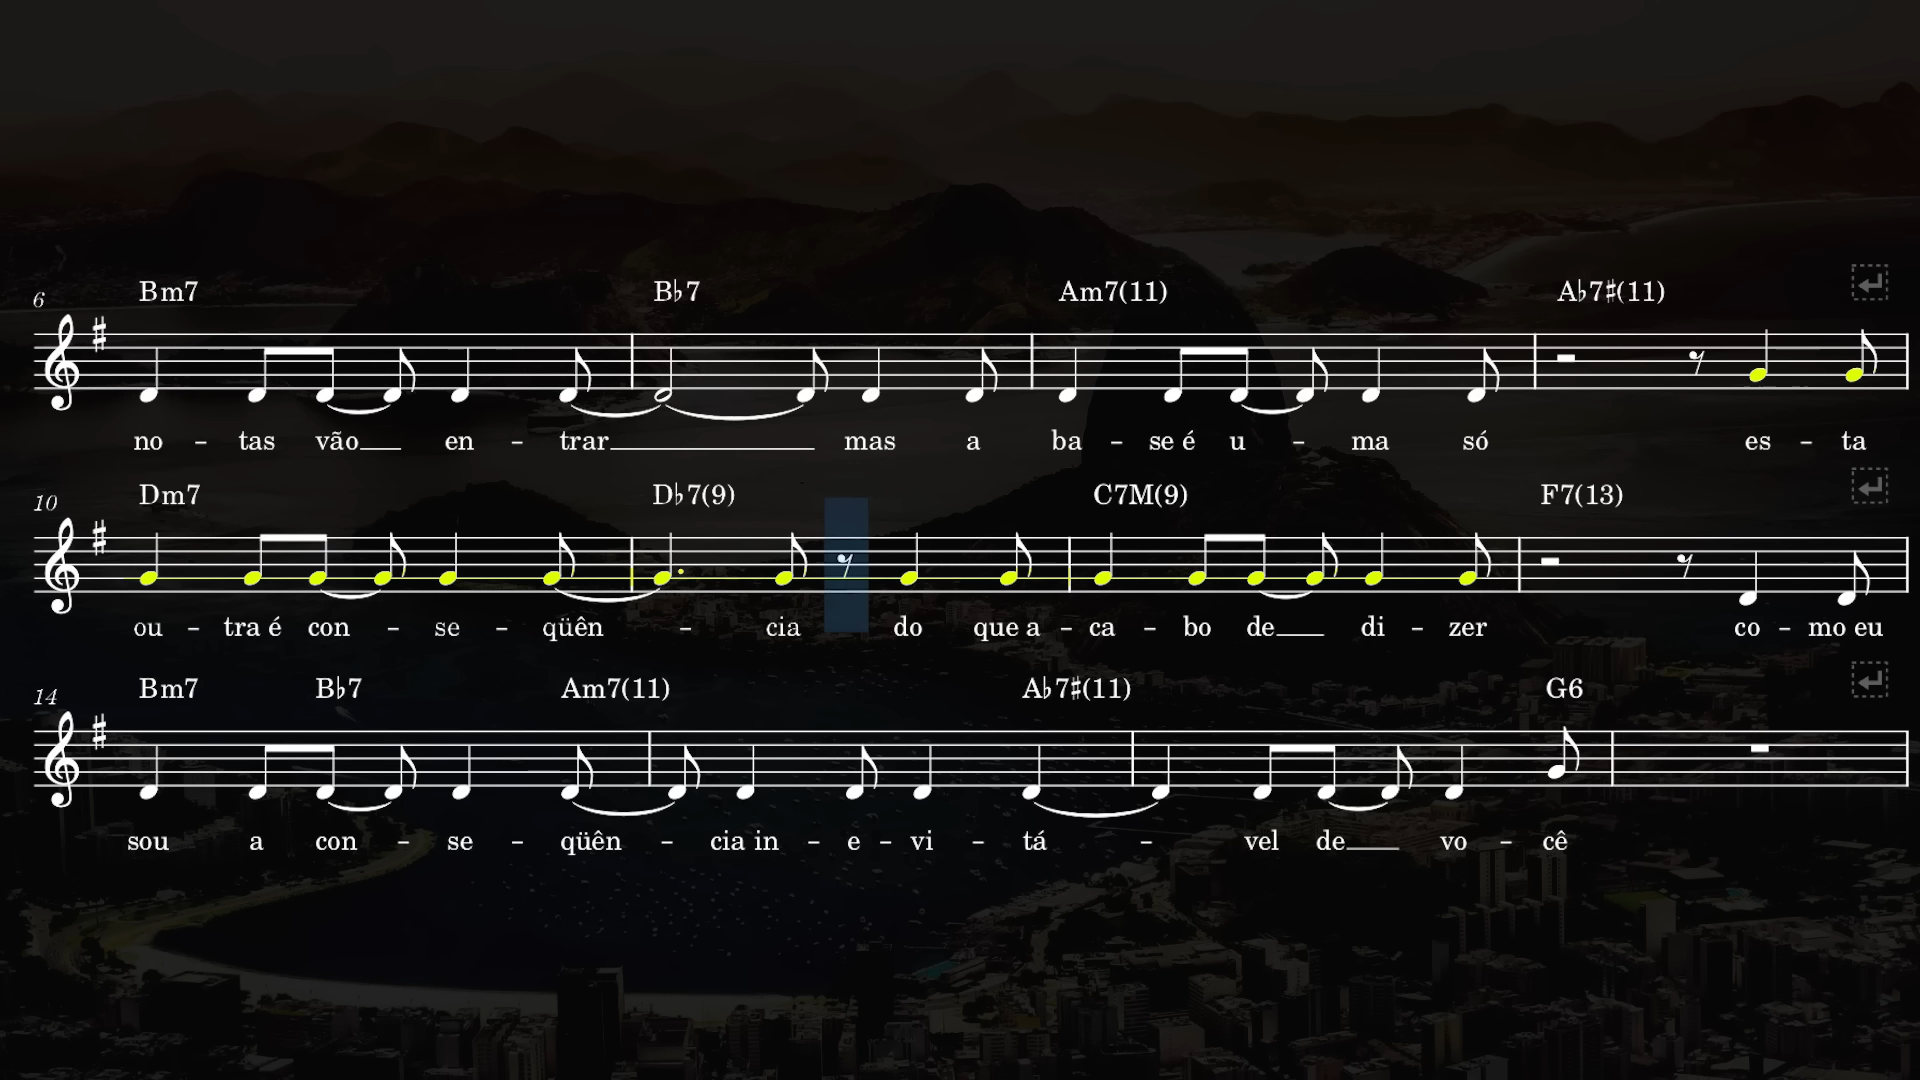 6 Bm7 B♭7 Am7(11) A♭7♯(11)
no - tas vão en - trar mas a ba - se é u - ma só es - ta
10 Dm7 D♭7(9) C7M(9) F7(13)
ou - tra é con - se - qüên - cia do que a - ca - bo de di - zer co - mo eu
14 Bm7 B♭7 Am7(11) A♭7♯(11) G6
sou a con - se - qüên - cia in - e - vi - tá - vel de vo - cê